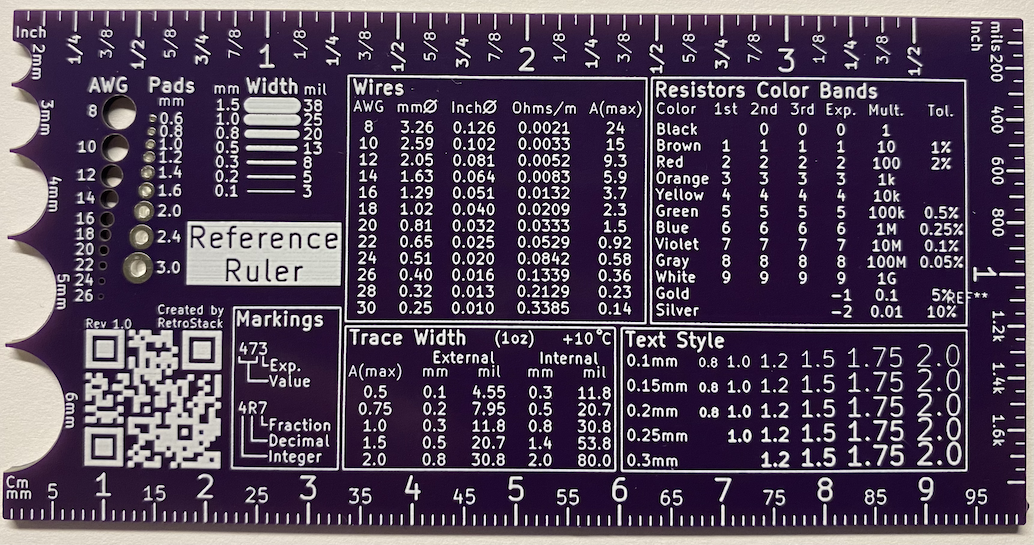 Inch 1/4 3/8 1/2 5/8 3/4 7/8 1 1/8 1/4 3/8 1/2 5/8 3/4 7/8 2 1/8 1/4 3/8 1/2 5/8 3/4 7/8 3 1/8 1/4 3/8 1/2
mils Inch
200
400
600
800
1
REF**
1.2k
1.4k
1.6k
2mm
3mm
4mm
5mm
6mm
AWG
8
10
12
14
16
18
20
22
24
26
Pads
mm
0.6
0.8
1.0
1.2
1.4
1.6
2.0
2.4
3.0
mm Width mil
1.5 38
1.0 25
0.8 20
0.5 13
0.3 8
0.2 5
0.1 3
Reference
Ruler
Created by
RetroStack
Rev 1.0
Markings
473
Exp.
Value
4R7
Fraction
Decimal
Integer
Wires
AWG mmØ InchØ Ohms/m A(max)
8 3.26 0.126 0.0021 24
10 2.59 0.102 0.0033 15
12 2.05 0.081 0.0052 9.3
14 1.63 0.064 0.0083 5.9
16 1.29 0.051 0.0132 3.7
18 1.02 0.040 0.0209 2.3
20 0.81 0.032 0.0333 1.5
22 0.65 0.025 0.0529 0.92
24 0.51 0.020 0.0842 0.58
26 0.40 0.016 0.1339 0.36
28 0.32 0.013 0.2129 0.23
30 0.25 0.010 0.3385 0.14
Resistors Color Bands
Color 1st 2nd 3rd Exp. Mult. Tol.
Black 0 0 0 1
Brown 1 1 1 1 10 1%
Red 2 2 2 2 100 2%
Orange 3 3 3 3 1k
Yellow 4 4 4 4 10k
Green 5 5 5 5 100k 0.5%
Blue 6 6 6 6 1M 0.25%
Violet 7 7 7 7 10M 0.1%
Gray 8 8 8 8 100M 0.05%
White 9 9 9 9 1G
Gold -1 0.1 5%
Silver -2 0.01 10%
Trace Width (1oz) +10°C
External Internal
A(max) mm mil mm mil
0.5 0.1 4.55 0.3 11.8
0.75 0.2 7.95 0.5 20.7
1.0 0.3 11.8 0.8 30.8
1.5 0.5 20.7 1.4 53.8
2.0 0.8 30.8 2.0 80.0
Text Style
0.1mm 0.8 1.0 1.2 1.5 1.75 2.0
0.15mm 0.8 1.0 1.2 1.5 1.75 2.0
0.2mm 0.8 1.0 1.2 1.5 1.75 2.0
0.25mm 1.0 1.2 1.5 1.75 2.0
0.3mm 1.2 1.5 1.75 2.0
Cm
mm 5 1 15 2 25 3 35 4 45 5 55 6 65 7 75 8 85 9 95